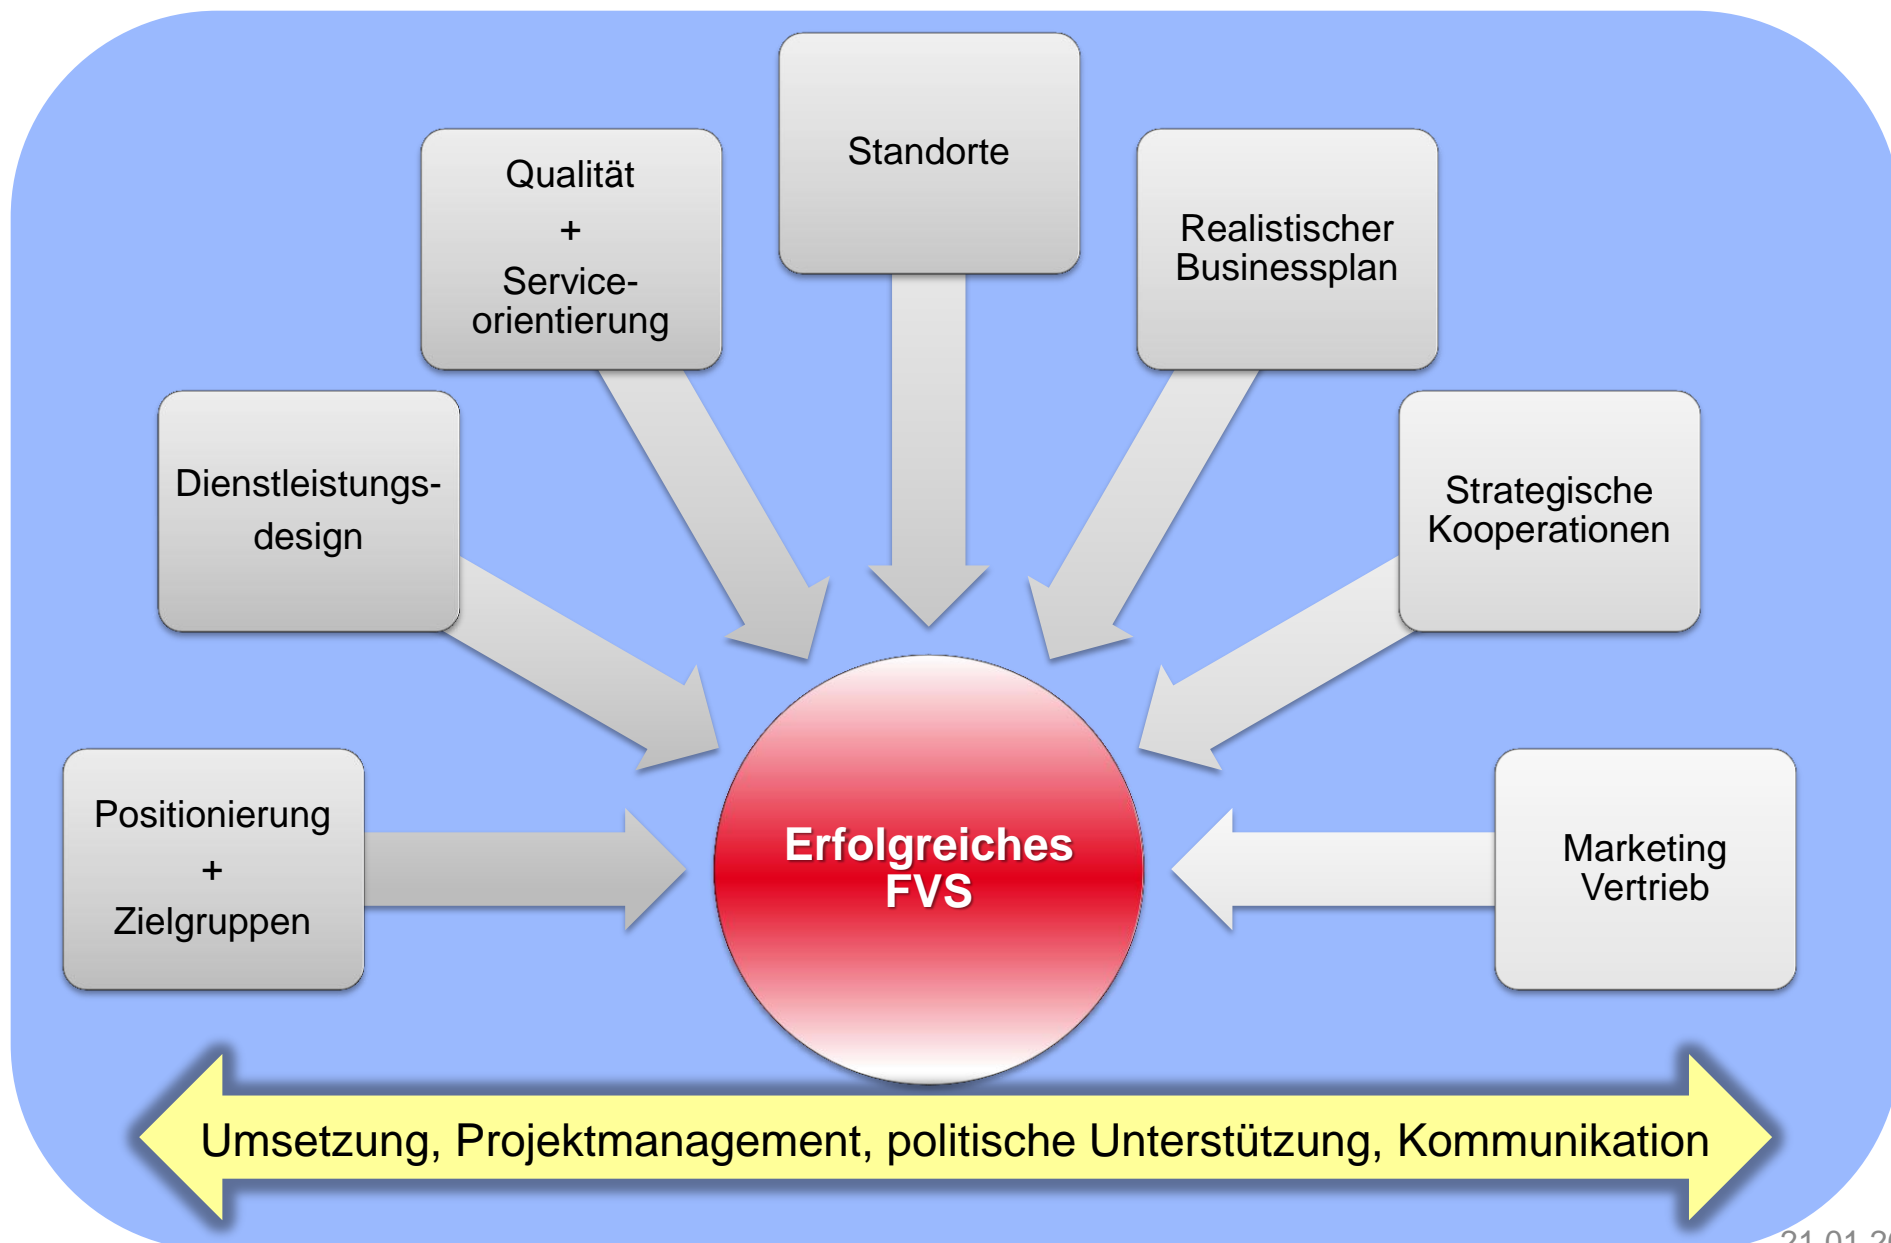 Standorte
Qualität
+
Service-
orientierung
Realistischer
Businessplan
Dienstleistungs-
design
Strategische
Kooperationen
Positionierung
+
Zielgruppen
Erfolgreiches
FVS
Marketing
Vertrieb
Umsetzung, Projektmanagement, politische Unterstützung, Kommunikation